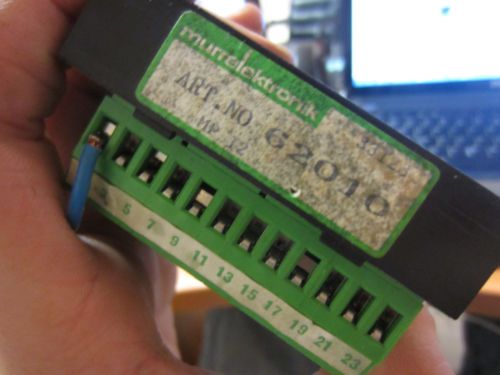 murrelektronik
ART.NO. 62010
MP 12
5 7 9 11 13 15 17 19 21 23